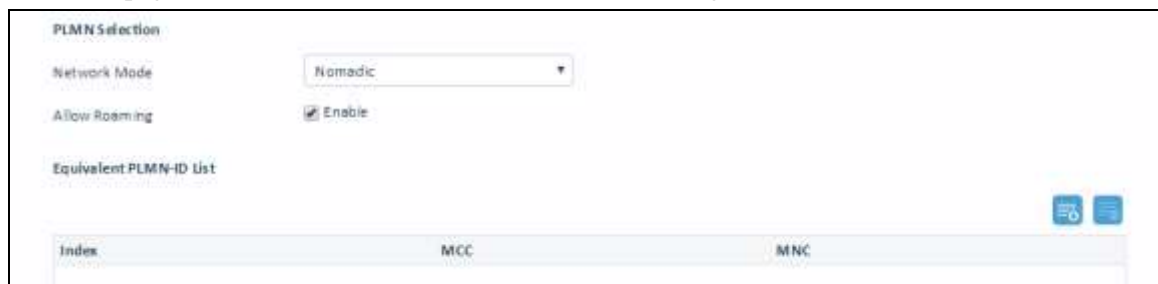 PLMN Selection
Network Mode Nomadic
Allow Roaming Enable
Equivalent PLMN-ID List
Index MCC MNC